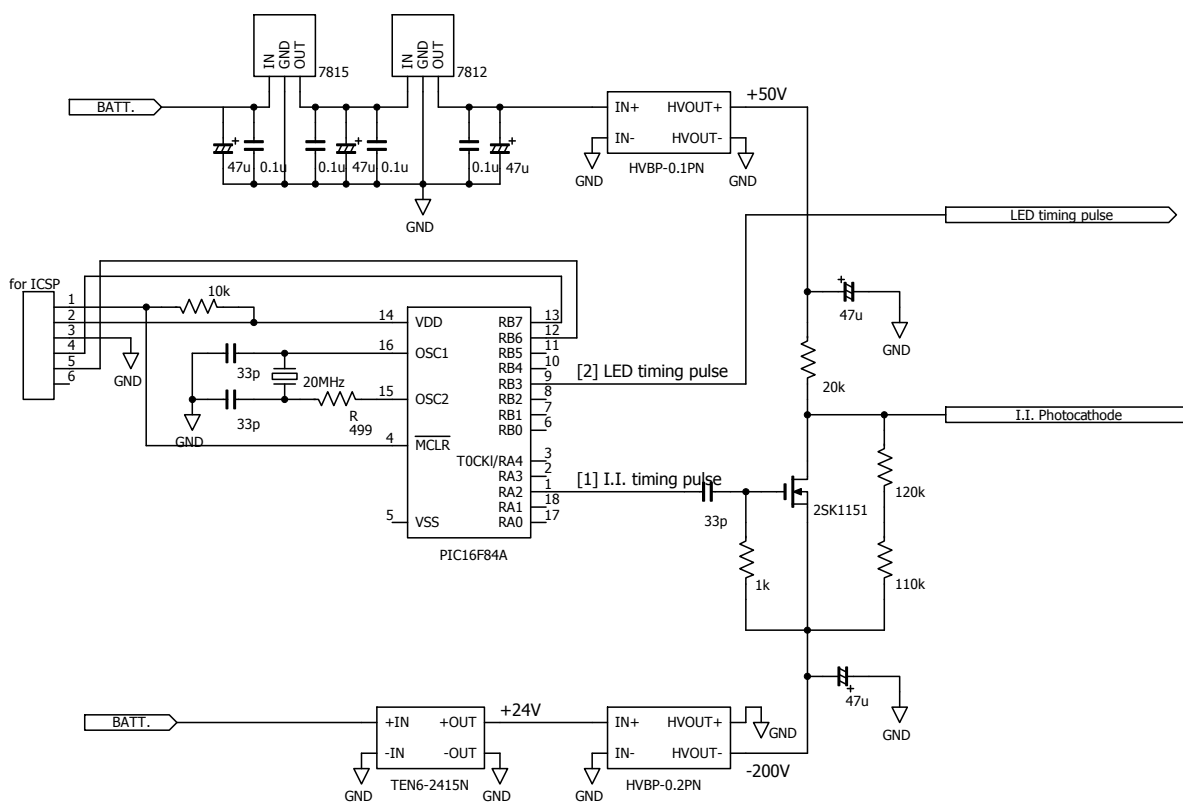 IN
GND
OUT
7815
IN
GND
OUT
7812
BATT.
47u
0.1u
0.1u
47u
0.1u
0.1u
47u
GND
IN+
HVOUT+
IN-
HVOUT-
GND
GND
HVBP-0.1PN
+50V
LED timing pulse
47u
GND
20k
I.I. Photocathode
for ICSP
1
2
3
4
5
6
GND
10k
33p
20MHz
33p
GND
R
499
14
VDD
16
OSC1
15
OSC2
4
MCLR
5
VSS
RB7
13
RB6
12
RB5
11
RB4
10
RB3
9
RB2
8
RB1
7
RB0
6
T0CKI/RA4
3
RA3
2
RA2
1
RA1
18
RA0
17
PIC16F84A
[2] LED timing pulse
[1] I.I. timing pulse
33p
1k
2SK1151
120k
110k
47u
GND
BATT.
+IN
+OUT
-IN
-OUT
GND
GND
TEN6-2415N
+24V
IN+
HVOUT+
IN-
HVOUT-
GND
GND
HVBP-0.2PN
-200V